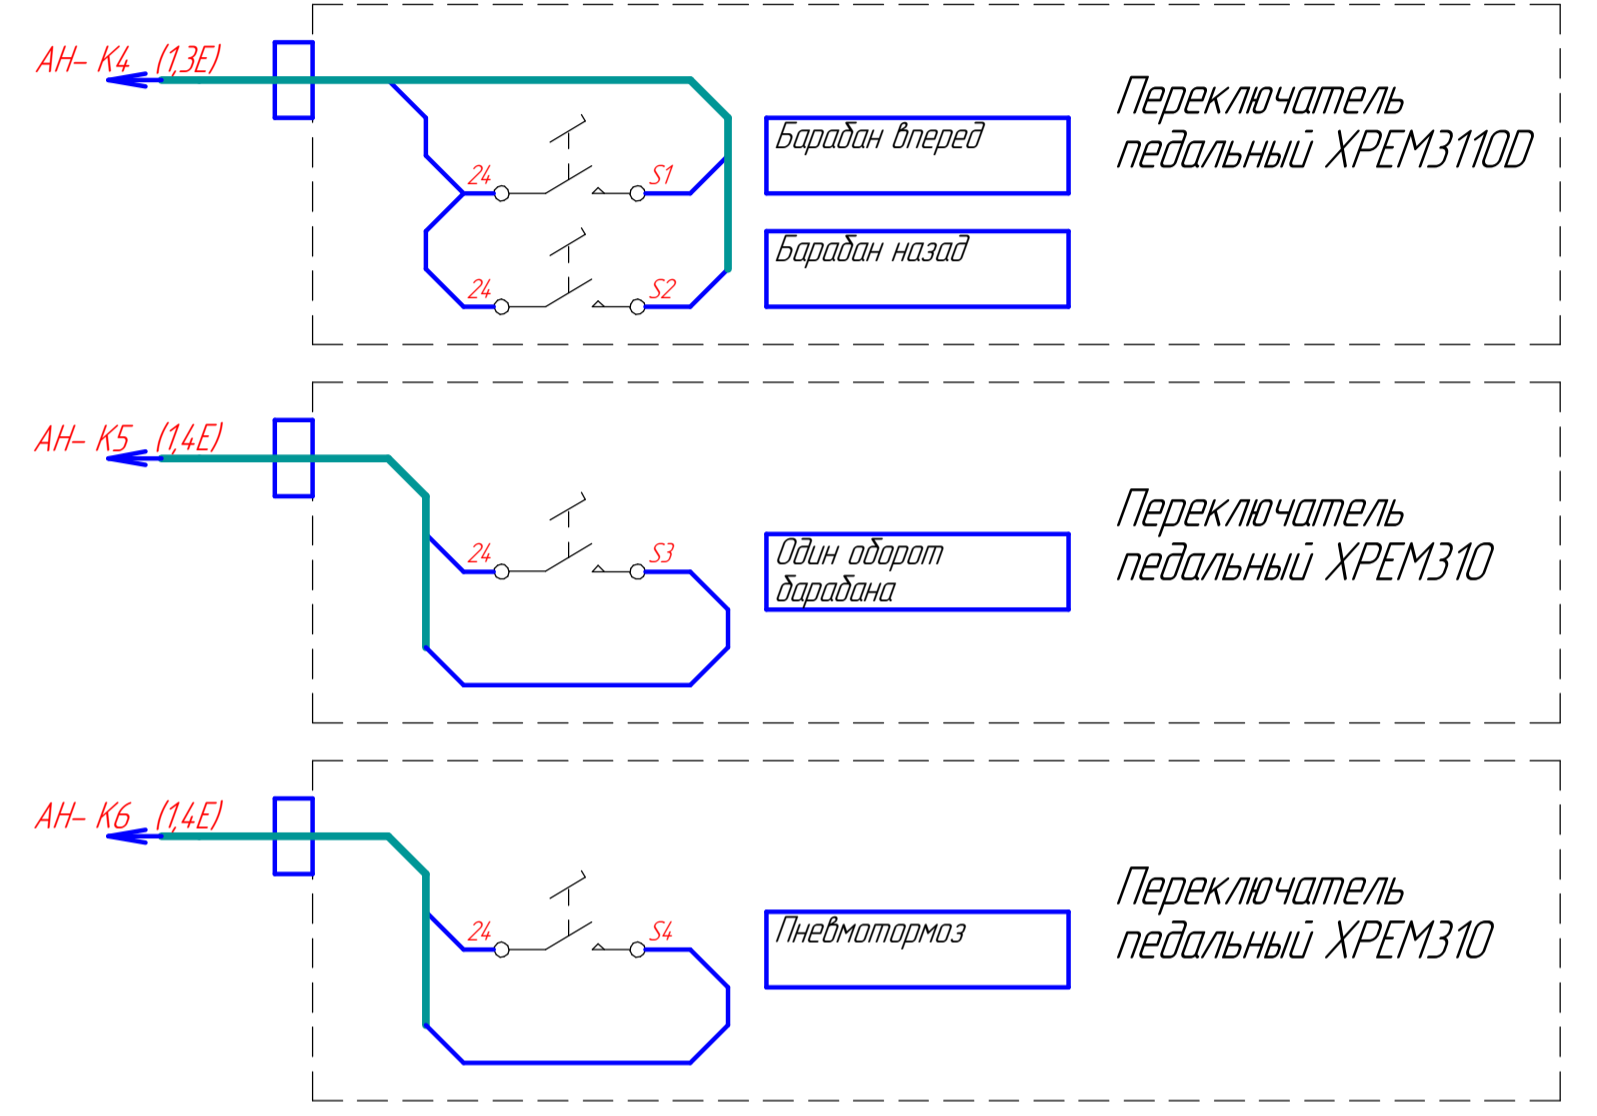 АН- К4 (1,3Е)
Переключатель
педальный XPEM3110D
Барабан вперед
24
S1
Барабан назад
24
S2
АН- К5 (1,4Е)
Переключатель
педальный XPEM310
24
S3
Один оборот
барабана
АН- К6 (1,4Е)
Переключатель
педальный XPEM310
24
S4
Пневмотормоз